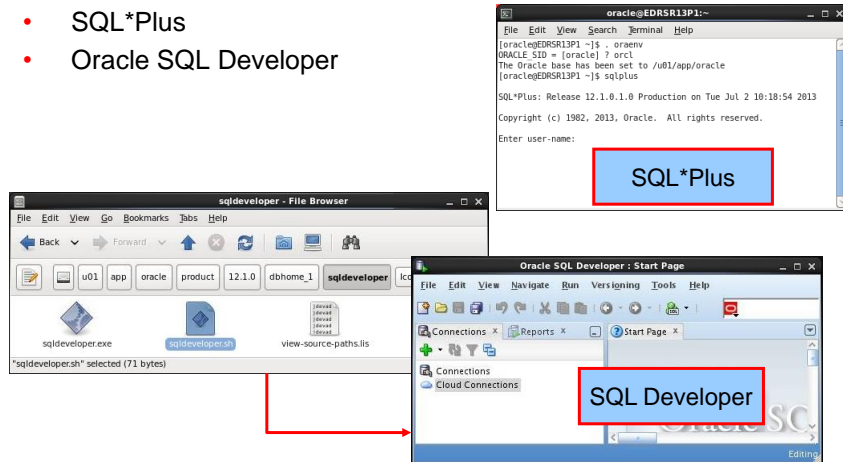 • SQL*Plus
• Oracle SQL Developer
oracle@EDRSR13P1:~
File Edit View Search Terminal Help
[oracle@EDRSR13P1 ~]$ . oraenv
ORACLE_SID = [oracle] ? orcl
The Oracle base has been set to /u01/app/oracle
[oracle@EDRSR13P1 ~]$ sqlplus
SQL*Plus: Release 12.1.0.1.0 Production on Tue Jul 2 10:18:54 2013
Copyright (c) 1982, 2013, Oracle. All rights reserved.
Enter user-name:
SQL*Plus
sqldeveloper - File Browser
File Edit View Go Bookmarks Tabs Help
Back Forward
u01 app oracle product 12.1.0 dbhome_1 sqldeveloper
sqldeveloper.exe sqldeveloper.sh view-source-paths.lis
"sqldeveloper.sh" selected (71 bytes)
Oracle SQL Developer : Start Page
File Edit View Navigate Run Versioning Tools Help
Connections Reports Start Page
Connections
Cloud Connections
SQL Developer
Oracle SQ
Editing